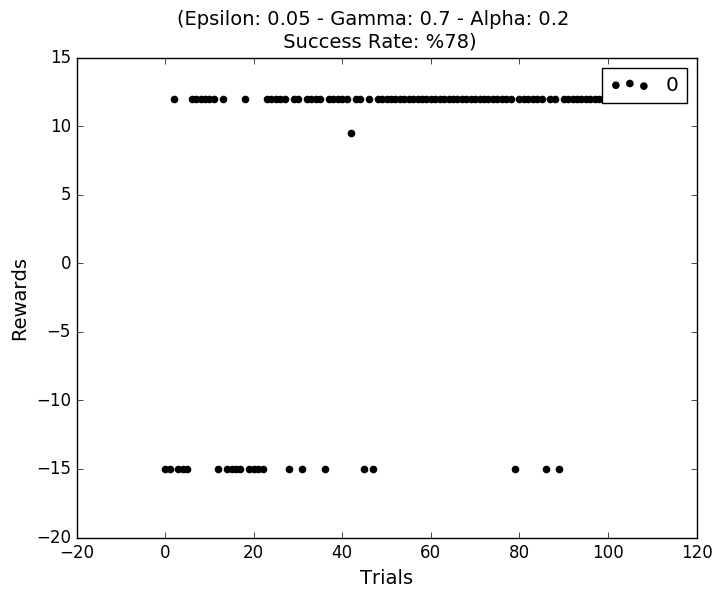 (Epsilon: 0.05 - Gamma: 0.7 - Alpha: 0.2
Success Rate: %78)
15
10
5
0
−5
−10
−15
−20
Rewards
0
−20 0 20 40 60 80 100 120
Trials